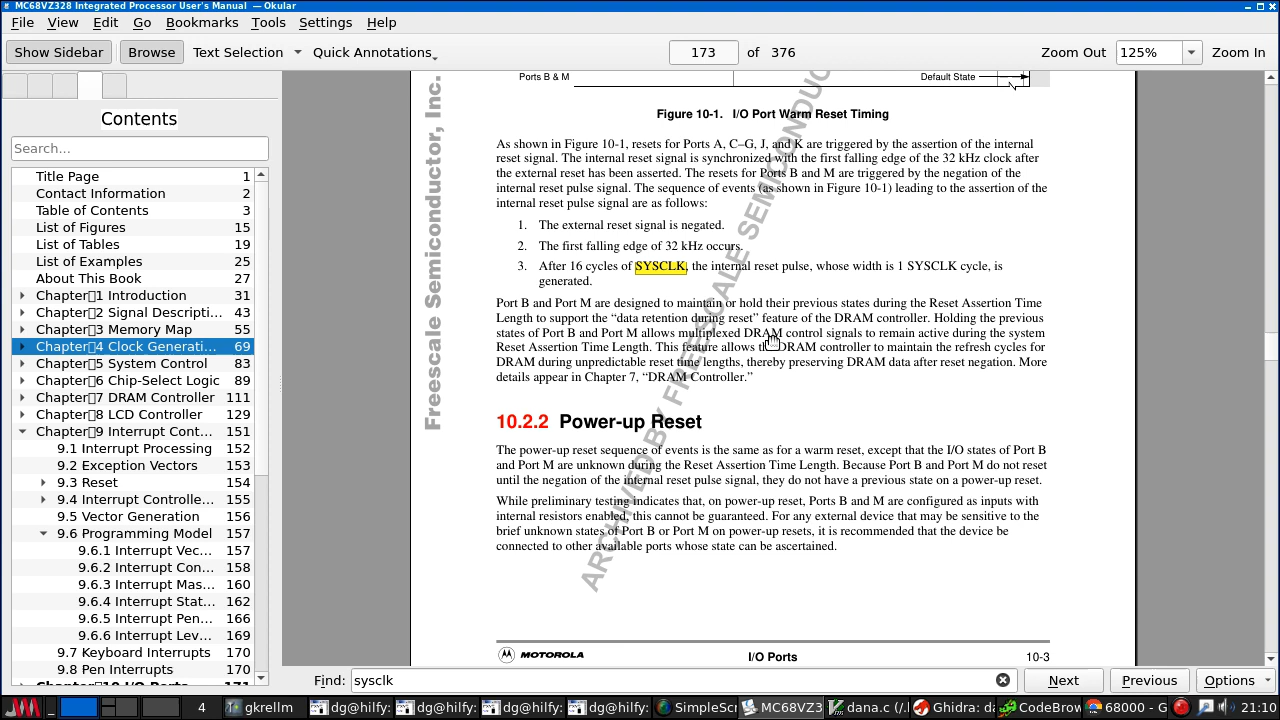 MC68VZ328 Integrated Processor User's Manual — Okular
File View Edit Go Bookmarks Tools Settings Help
Show Sidebar Browse Text Selection Quick Annotations 173 of 376 Zoom Out 125% Zoom In
Contents
Search...
Title Page 1
Contact Information 2
Table of Contents 3
List of Figures 15
List of Tables 19
List of Examples 25
About This Book 27
Chapter 1 Introduction 31
Chapter 2 Signal Descripti... 43
Chapter 3 Memory Map 55
Chapter 4 Clock Generati... 69
Chapter 5 System Control 83
Chapter 6 Chip-Select Logic 89
Chapter 7 DRAM Controller 111
Chapter 8 LCD Controller 129
Chapter 9 Interrupt Cont... 151
9.1 Interrupt Processing 152
9.2 Exception Vectors 153
9.3 Reset 154
9.4 Interrupt Controlle... 155
9.5 Vector Generation 156
9.6 Programming Model 157
9.6.1 Interrupt Vec... 157
9.6.2 Interrupt Con... 158
9.6.3 Interrupt Mas... 160
9.6.4 Interrupt Stat... 162
9.6.5 Interrupt Pen... 166
9.6.6 Interrupt Lev... 169
9.7 Keyboard Interrupts 170
9.8 Pen Interrupts 170
Chapter 10 I/O Ports 171
Freescale Semiconductor, Inc.
ARCHIVED BY FREESCALE SEMICONDUC
Ports B & M Default State
Figure 10-1. I/O Port Warm Reset Timing
As shown in Figure 10-1, resets for Ports A, C–G, J, and K are triggered by the assertion of the internal
reset signal. The internal reset signal is synchronized with the first falling edge of the 32 kHz clock after
the external reset has been asserted. The resets for Ports B and M are triggered by the negation of the
internal reset pulse signal. The sequence of events (as shown in Figure 10-1) leading to the assertion of the
internal reset pulse signal are as follows:
1. The external reset signal is negated.
2. The first falling edge of 32 kHz occurs.
3. After 16 cycles of SYSCLK, the internal reset pulse, whose width is 1 SYSCLK cycle, is
generated.
Port B and Port M are designed to maintain or hold their previous states during the Reset Assertion Time
Length to support the “data retention during reset” feature of the DRAM controller. Holding the previous
states of Port B and Port M allows multiplexed DRAM control signals to remain active during the system
Reset Assertion Time Length. This feature allows the DRAM controller to maintain the refresh cycles for
DRAM during unpredictable reset time lengths, thereby preserving DRAM data after reset negation. More
details appear in Chapter 7, “DRAM Controller.”
10.2.2 Power-up Reset
The power-up reset sequence of events is the same as for a warm reset, except that the I/O states of Port B
and Port M are unknown during the Reset Assertion Time Length. Because Port B and Port M do not reset
until the negation of the internal reset pulse signal, they do not have a previous state on a power-up reset.
While preliminary testing indicates that, on power-up reset, Ports B and M are configured as inputs with
internal resistors enabled, this cannot be guaranteed. For any external device that may be sensitive to the
brief unknown states of Port B or Port M on power-up resets, it is recommended that the device be
connected to other available ports whose state can be ascertained.
MOTOROLA I/O Ports 10-3
Find: sysclk Next Previous Options
4 gkrellm dg@hilfy: dg@hilfy: dg@hilfy: dg@hilfy: SimpleScr MC68VZ3 dana.c (/. Ghidra: da CodeBrow 68000 - G 21:10